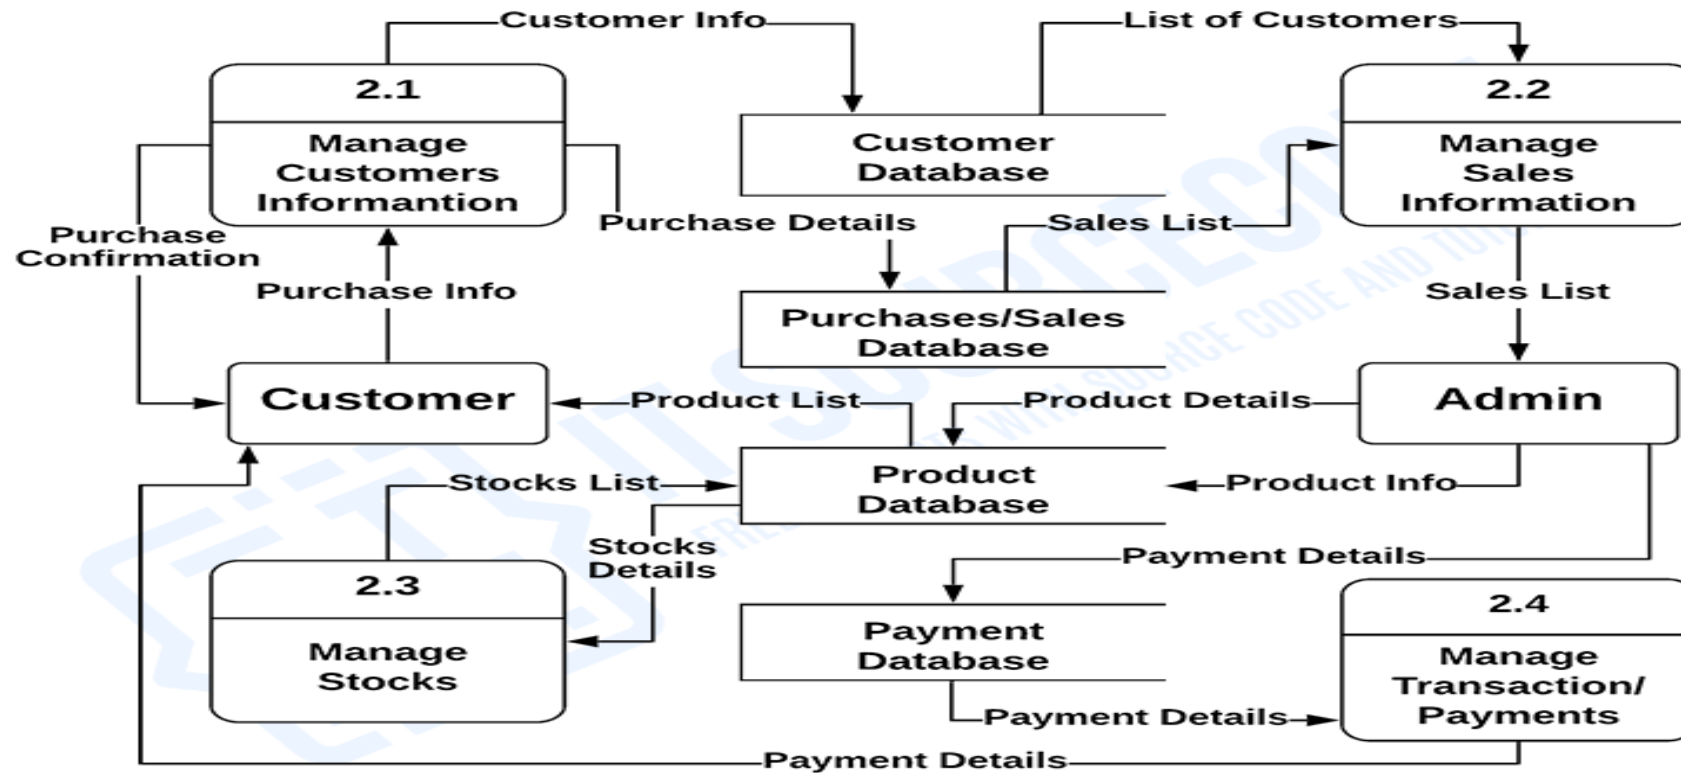 Customer Info
List of Customers
2.1
Manage
Customers
Informantion
Customer
Database
2.2
Manage
Sales
Information
Purchase
Confirmation
Purchase Info
Purchase Details
Sales List
Purchases/Sales
Database
Sales List
Customer
Product List
Product Details
Admin
Stocks List
Product
Database
Product Info
Stocks
Details
Payment Details
2.3
Manage
Stocks
Payment
Database
2.4
Manage
Transaction/
Payments
Payment Details
Payment Details